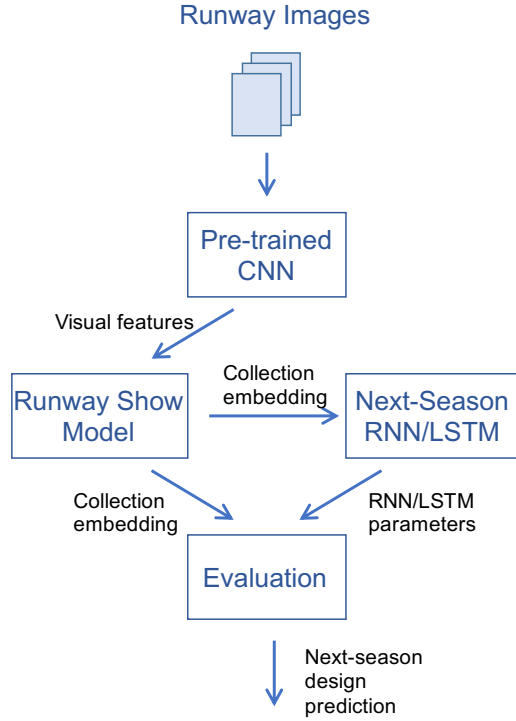 Runway Images
Pre-trained
CNN
Visual features
Runway Show
Model
Collection
embedding
Next-Season
RNN/LSTM
Collection
embedding
RNN/LSTM
parameters
Evaluation
Next-season
design
prediction